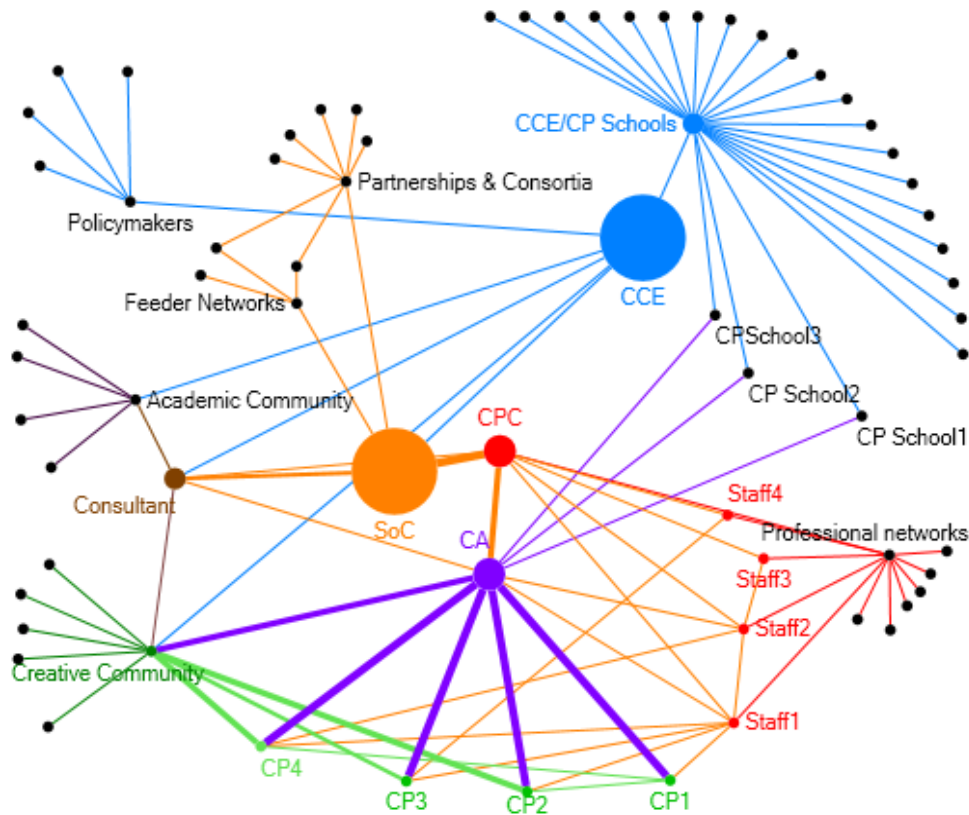 CCE/CP Schools
Partnerships & Consortia
Policymakers
CCE
Feeder Networks
CPSchool3
CP School2
Academic Community
CPC
CP School1
Consultant
Staff4
SoC
Professional networks
CA
Staff3
Staff2
Creative Community
Staff1
CP4
CP3
CP2
CP1